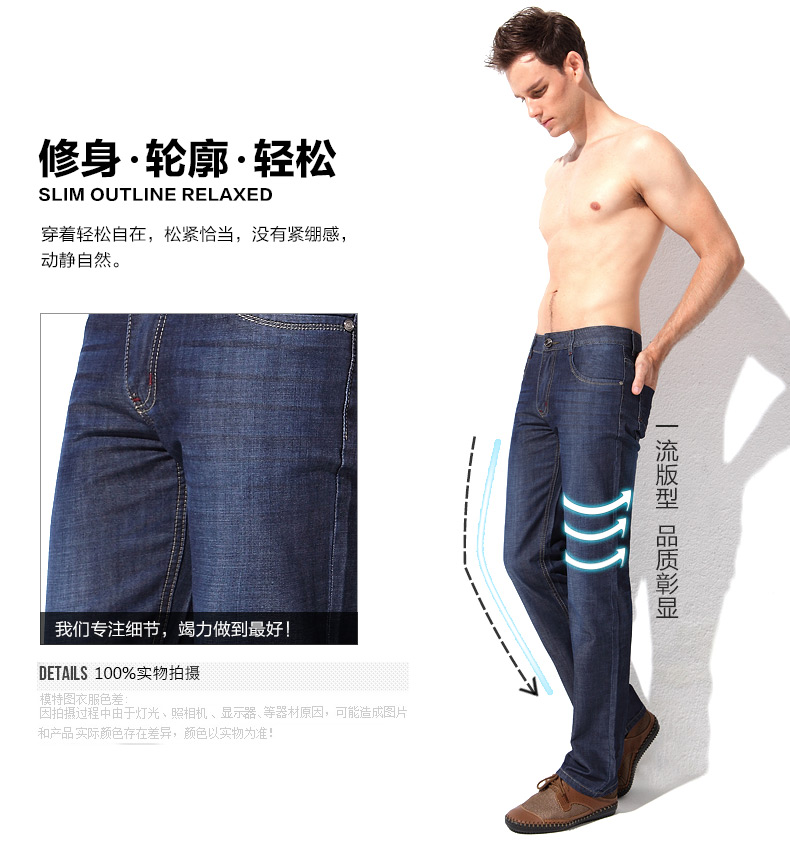 修身·轮廓·轻松
SLIM OUTLINE RELAXED
穿着轻松自在，松紧恰当，没有紧绷感，
动静自然。
一流版型 品质彰显
我们专注细节，竭力做到最好！
DETAILS 100%实物拍摄
模特图衣服色差
因拍摄过程中由于灯光、照相机、显示器、等器材原因，可能造成图片
和产品实际颜色存在差异，颜色以实物为准！